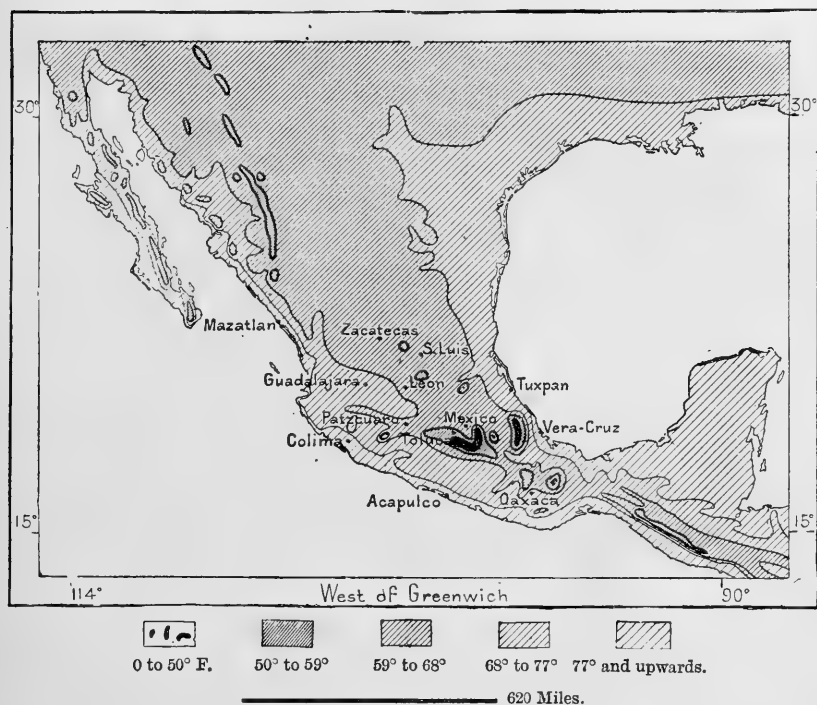 30° 30°
Mazatlan
Zacatecas
S. Luis
Guadalajara
Leon
Tuxpan
Patzcuaro
Mexico
Vera-Cruz
Colima
Toluca
Acapulco
Oaxaca
15° 15°
114° West of Greenwich 90°
0 to 50° F. 50° to 59° 59° to 68° 68° to 77° 77° and upwards.
620 Miles.